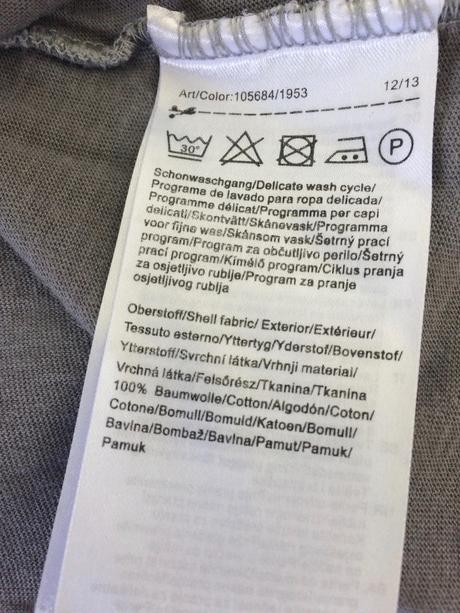 Art/Color:105684/1953 12/13
30°
P
Schonwaschgang/Delicate wash cycle/
Programa de lavado para ropa delicada/
Programme délicat/Programma per capi
delicati/Skontvätt/Skånevask/Programma
voor fijne was/Skånsom vask/Šetrný prací
program/Program za občutljivo perilo/Šetrný
prací program/Kímélő program/Ciklus pranja
za osjetljivo rublje/Program za pranje
osjetljivog rublja
Oberstoff/Shell fabric/ Exterior/Extérieur/
Tessuto esterno/Yttertyg/Yderstof/Bovenstof/
Ytterstoff/Svrchní látka/Vrhnji material/
Vrchná látka/Felsőrész/Tkanina/Tkanina
100% Baumwolle/Cotton/Algodón/Coton/
Cotone/Bomull/Bomuld/Katoen/Bomull/
Bavlna/Bombaž/Bavlna/Pamut/Pamuk/
Pamuk